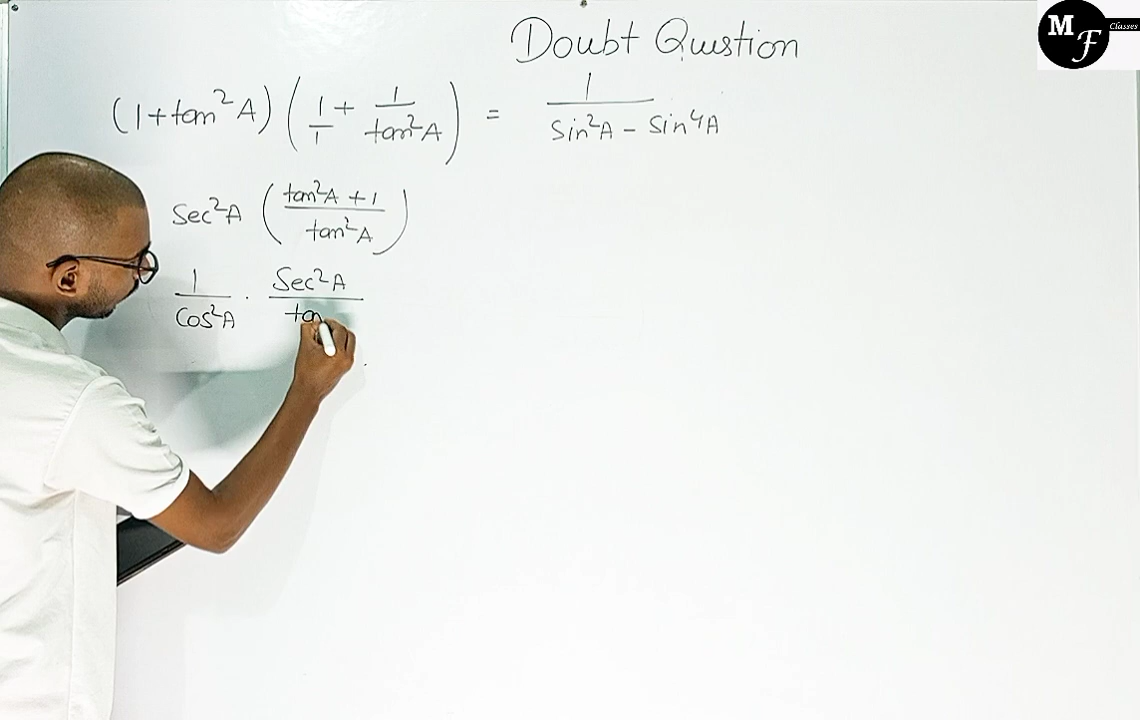 MF Classes
Doubt Question
(1+tan²A) (1/1 + 1/tan²A) = 1/(Sin²A - Sin⁴A)
Sec²A ((tan²A + 1)/tan²A)
1/Cos²A · Sec²A/tan